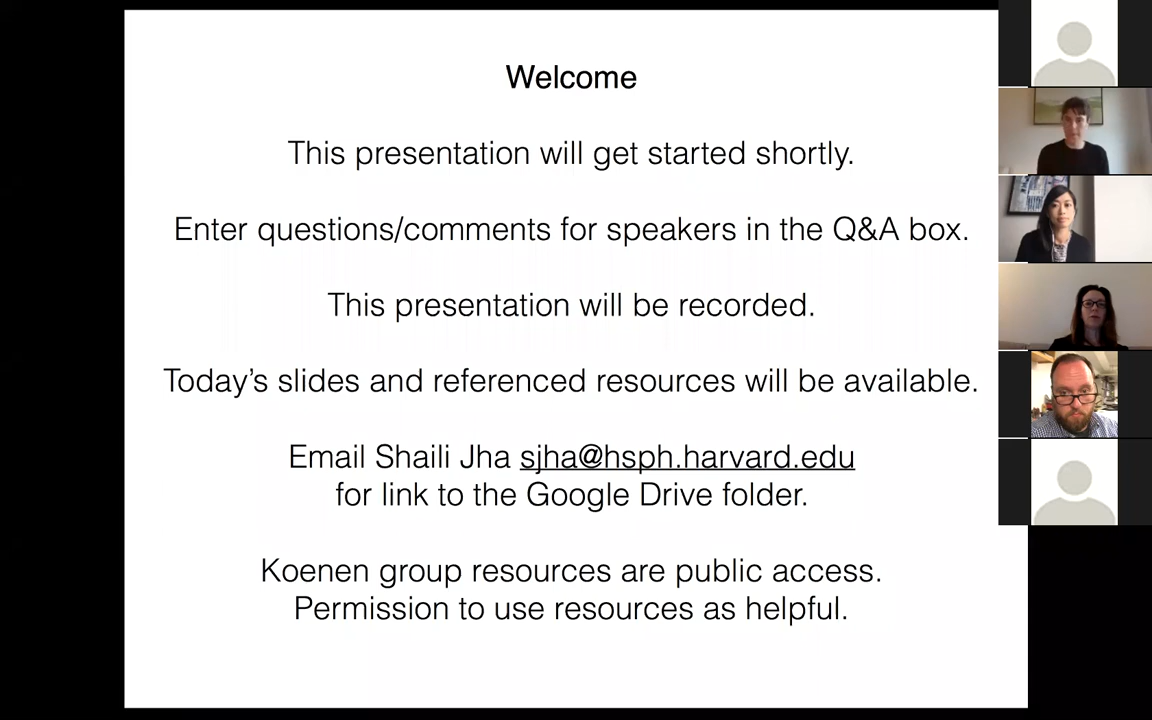 Welcome
This presentation will get started shortly.
Enter questions/comments for speakers in the Q&A box.
This presentation will be recorded.
Today’s slides and referenced resources will be available.
Email Shaili Jha sjha@hsph.harvard.edu
for link to the Google Drive folder.
Koenen group resources are public access.
Permission to use resources as helpful.